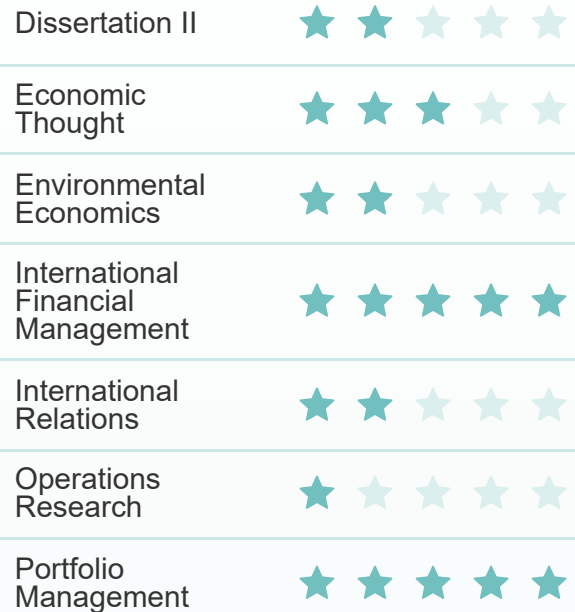 Dissertation II
Economic
Thought
Environmental
Economics
International
Financial
Management
International
Relations
Operations
Research
Portfolio
Management